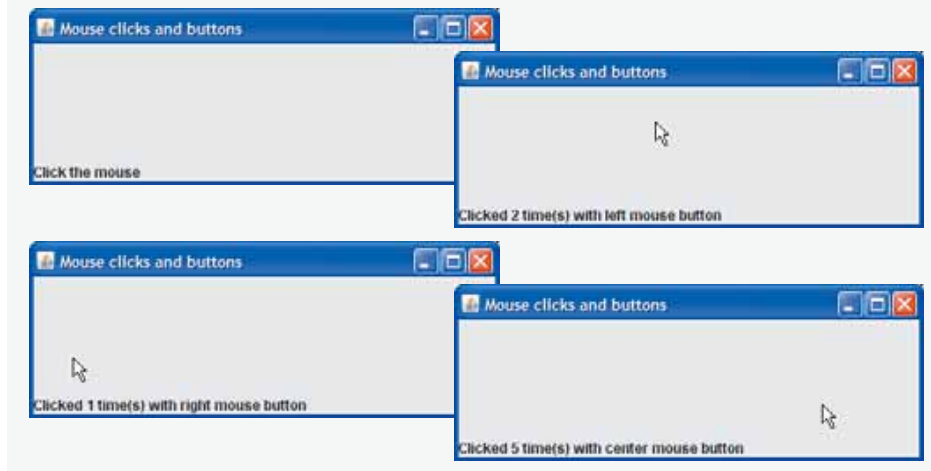 Mouse clicks and buttons
Click the mouse
Mouse clicks and buttons
Clicked 2 time(s) with left mouse button
Mouse clicks and buttons
Clicked 1 time(s) with right mouse button
Mouse clicks and buttons
Clicked 5 time(s) with center mouse button